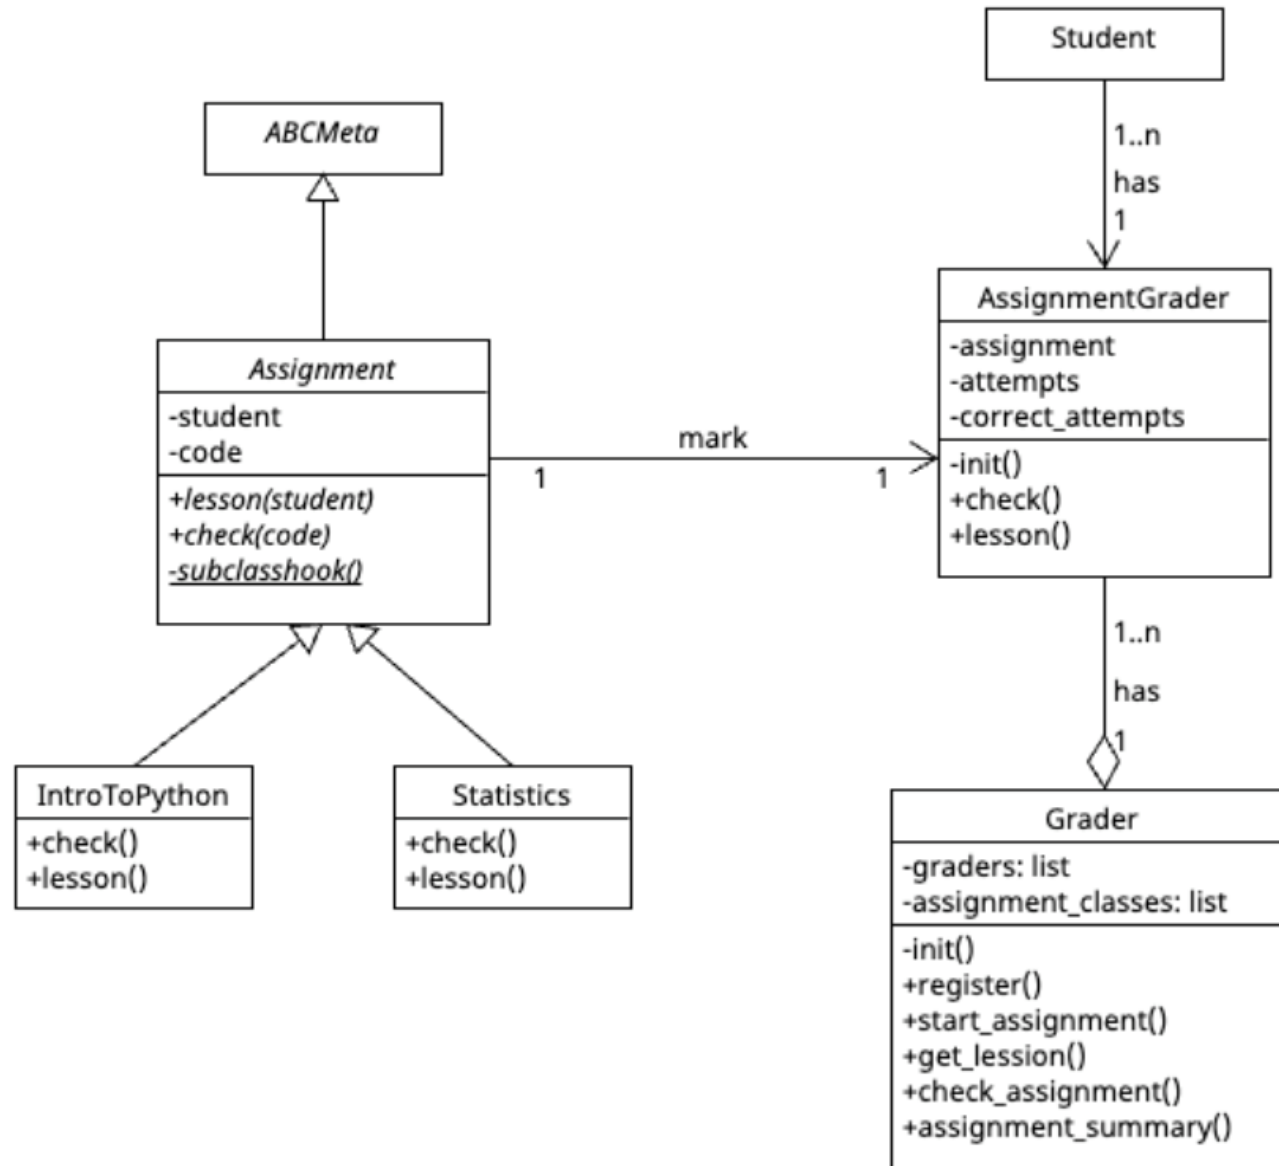 Student
ABCMeta
1..n
has
1
Assignment
-student
-code
+lesson(student)
+check(code)
-subclasshook()
mark
1
1
AssignmentGrader
-assignment
-attempts
-correct_attempts
-init()
+check()
+lesson()
1..n
has
1
IntroToPython
+check()
+lesson()
Statistics
+check()
+lesson()
Grader
-graders: list
-assignment_classes: list
-init()
+register()
+start_assignment()
+get_lession()
+check_assignment()
+assignment_summary()